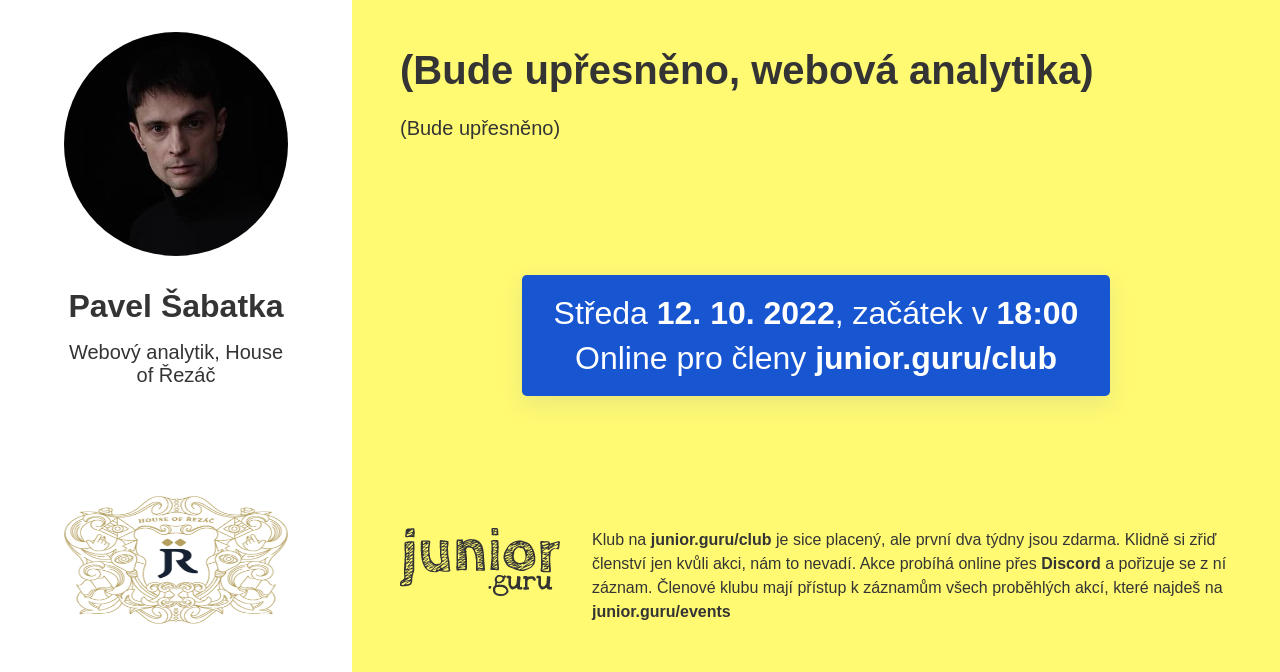 (Bude upřesněno, webová analytika)
(Bude upřesněno)
Pavel Šabatka
Webový analytik, House
of Řezáč
Středa 12. 10. 2022, začátek v 18:00
Online pro členy junior.guru/club
HOUSE OF ŘEZÁČ
JR
junior
.guru
Klub na junior.guru/club je sice placený, ale první dva týdny jsou zdarma. Klidně si zřiď
členství jen kvůli akci, nám to nevadí. Akce probíhá online přes Discord a pořizuje se z ní
záznam. Členové klubu mají přístup k záznamům všech proběhlých akcí, které najdeš na
junior.guru/events